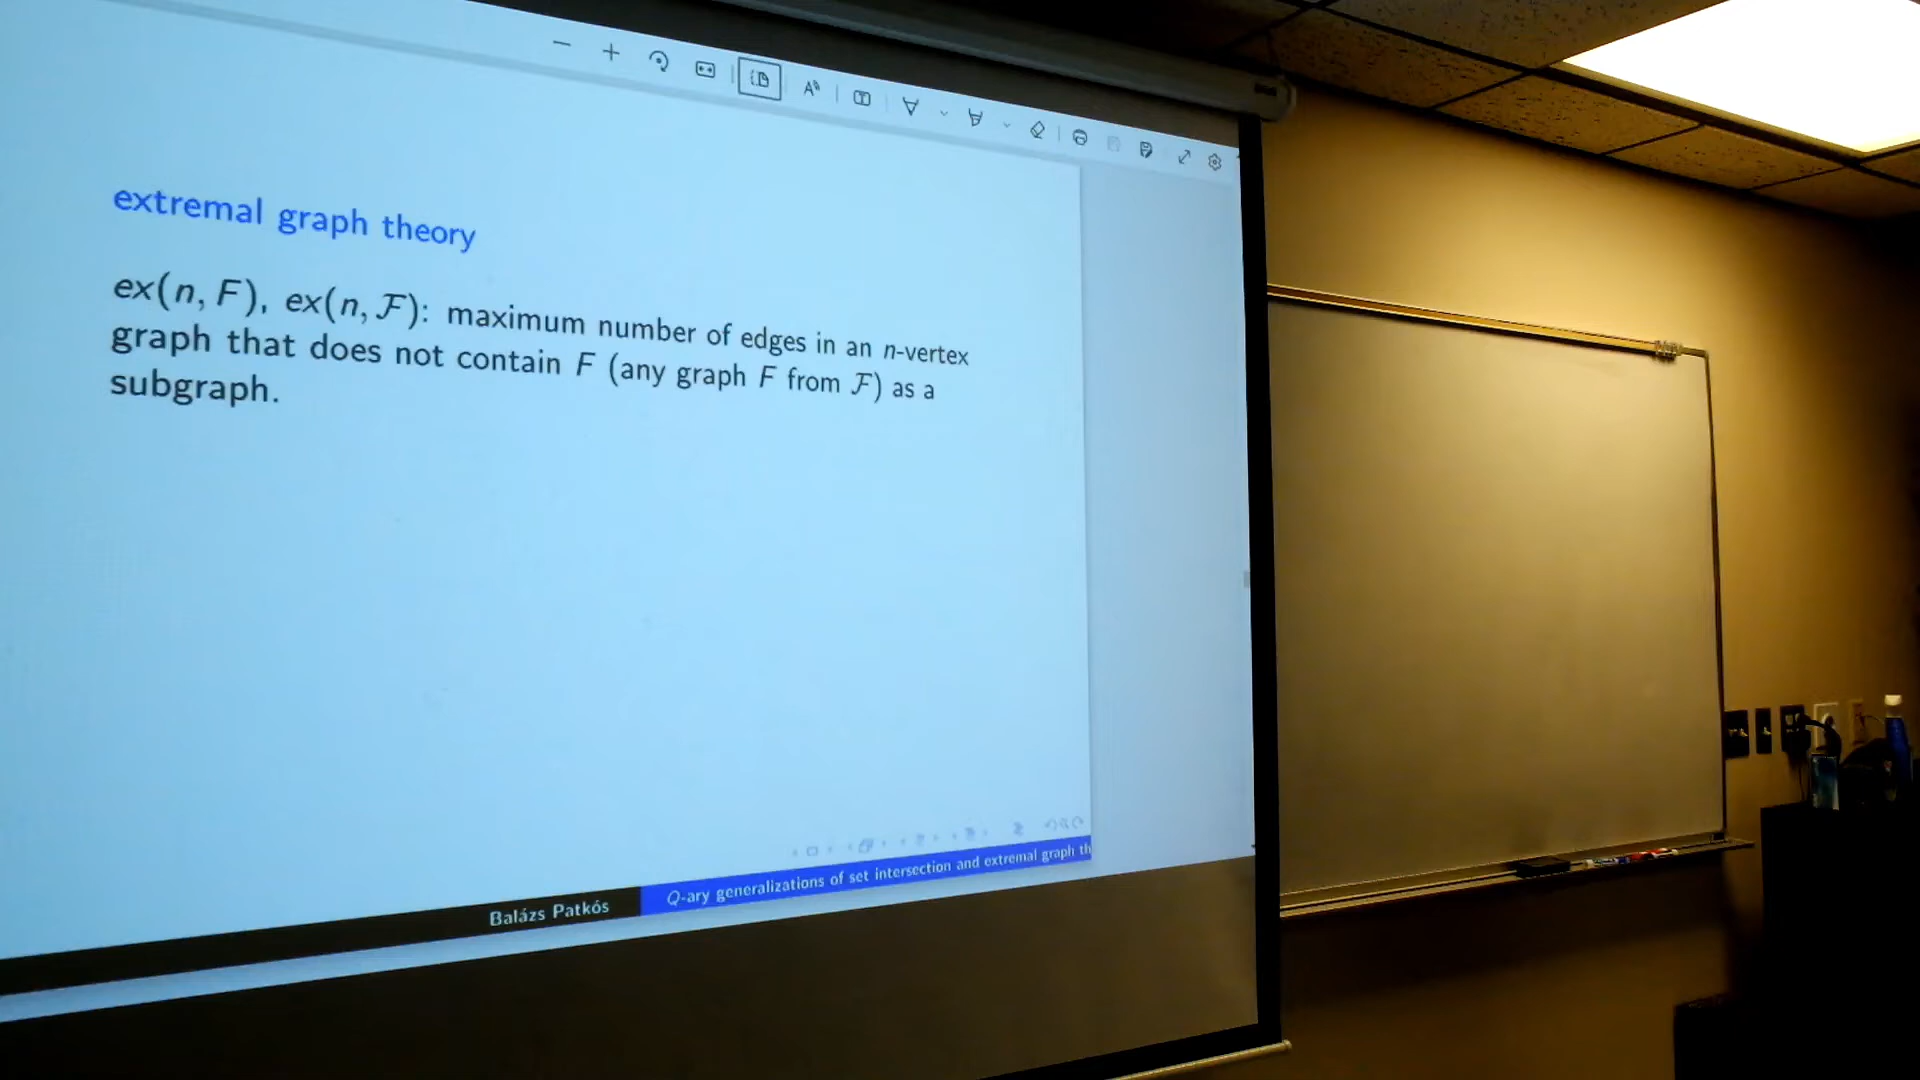 extremal graph theory
ex(n, F), ex(n, ℱ): maximum number of edges in an n-vertex
graph that does not contain F (any graph F from ℱ) as a
subgraph.
Balázs Patkós
Q-ary generalizations of set intersection and extremal graph th